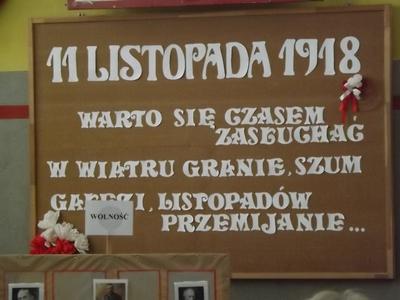 11 LISTOPADA 1918
WARTO SIĘ CZASEM
ZASŁUCHAĆ
W WIATRU GRANIE, SZUM
GAŁĘZI, LISTOPADÓW
PRZEMIJANIE...
WOLNOŚĆ